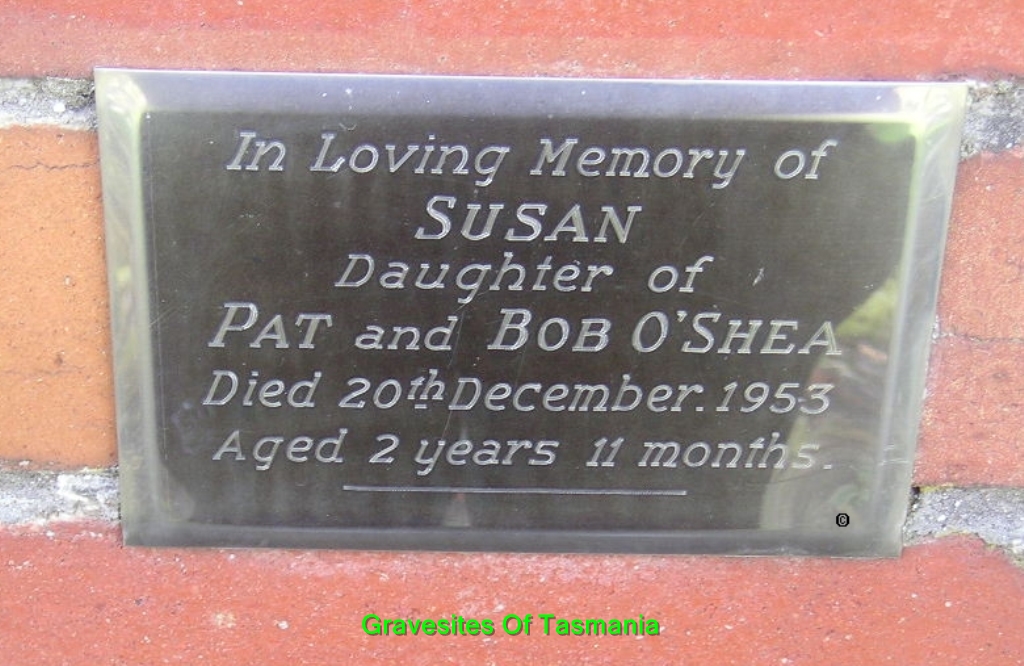 In Loving Memory of
SUSAN
Daughter of
PAT and BOB O'SHEA
Died 20th December. 1953
Aged 2 years 11 months.
©
Gravesites Of Tasmania